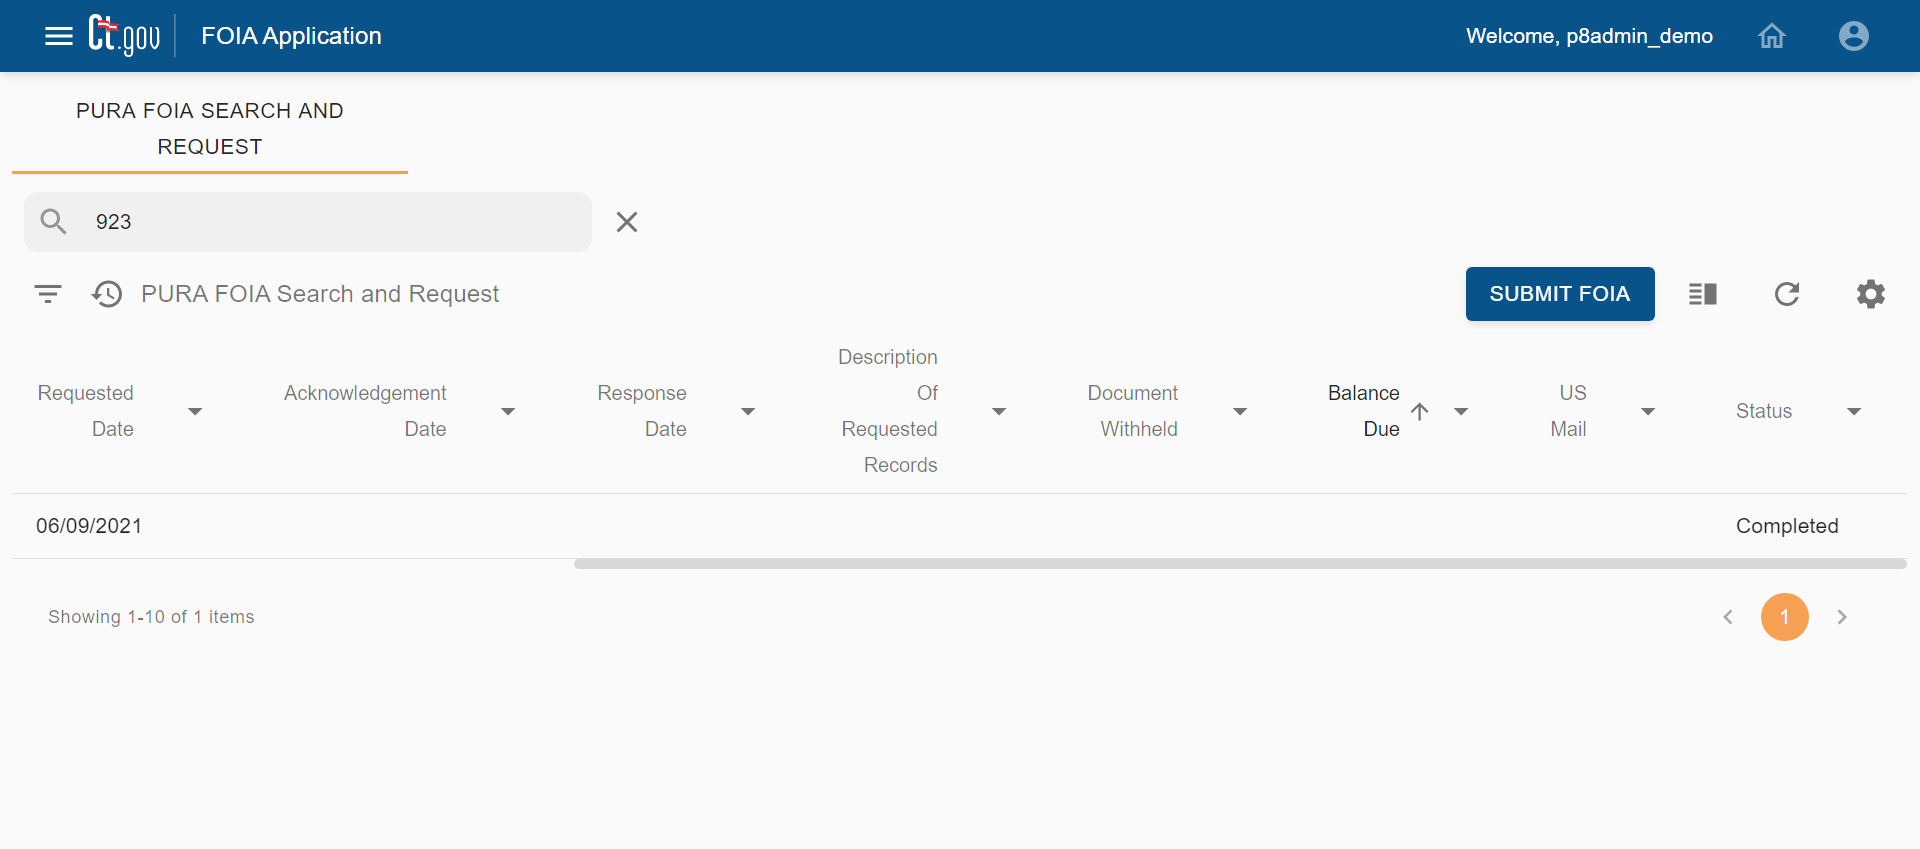 Ct.gov FOIA Application Welcome, p8admin_demo
PURA FOIA SEARCH AND
REQUEST
923
PURA FOIA Search and Request SUBMIT FOIA
Requested
Date
Acknowledgement
Date
Response
Date
Description
Of
Requested
Records
Document
Withheld
Balance
Due
US
Mail
Status
06/09/2021 Completed
Showing 1-10 of 1 items 1